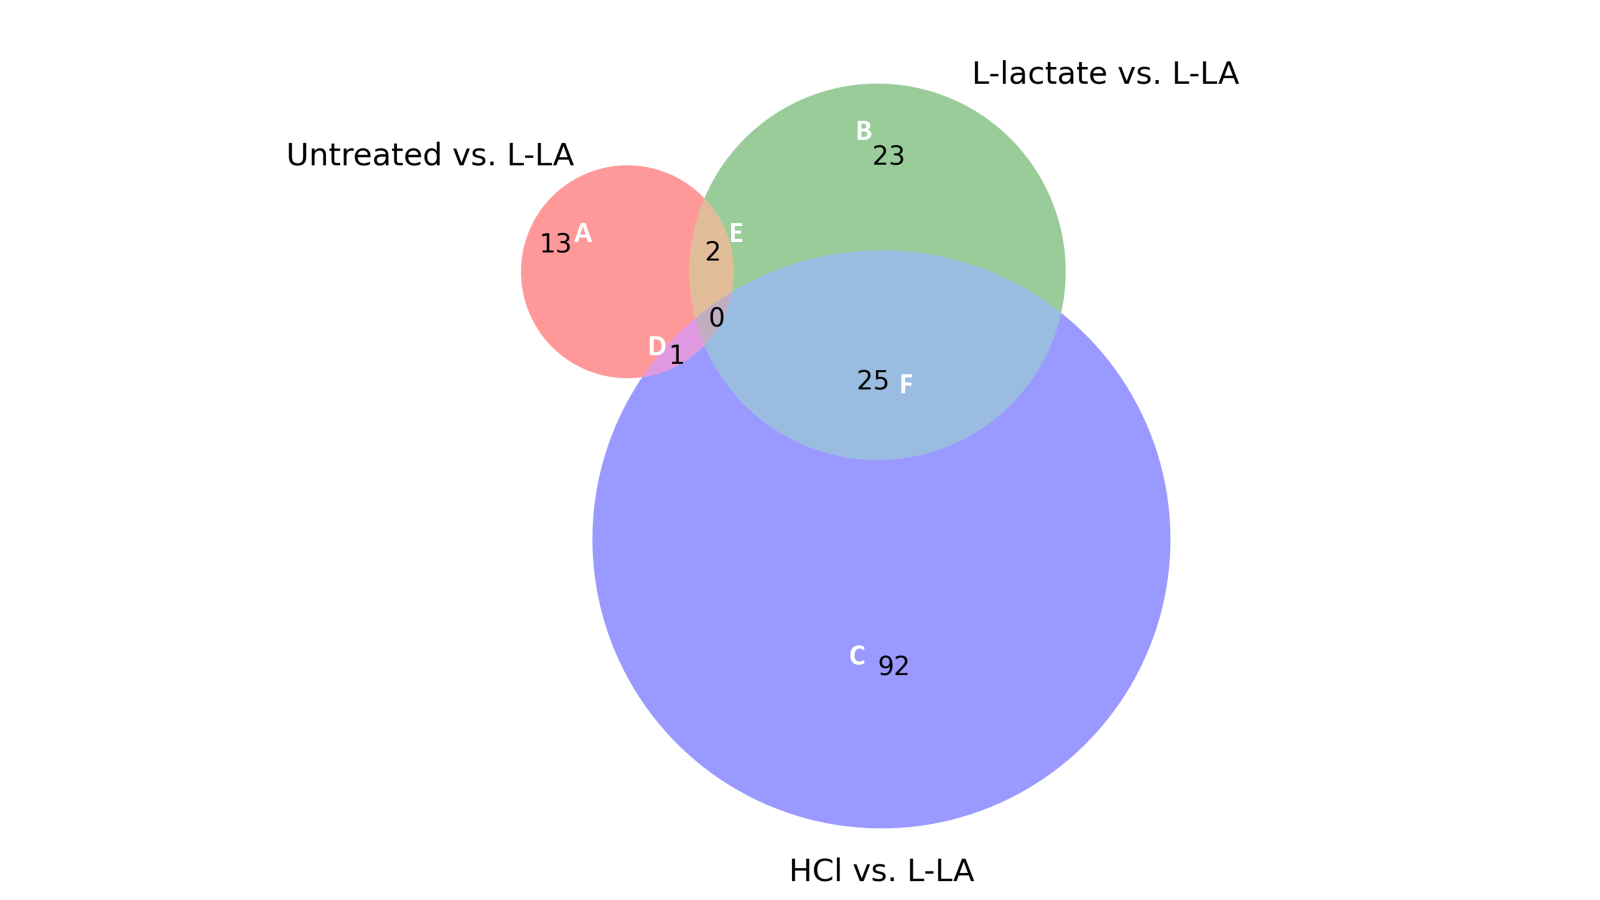 L-lactate vs. L-LA
B
23
Untreated vs. L-LA
13 A
E
2
0
D 1
25 F
C 92
HCl vs. L-LA